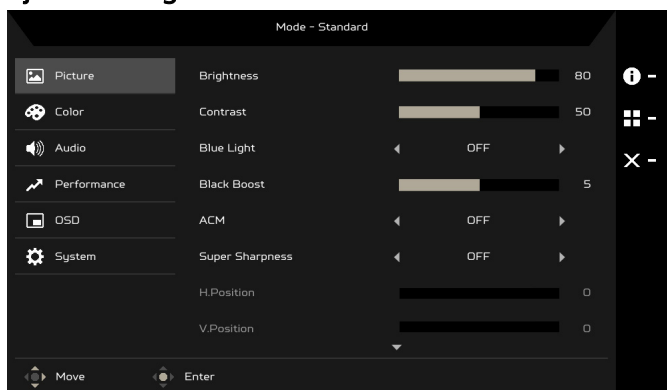 Mode - Standard
Picture
Brightness 80
Color
Contrast 50
Audio
Blue Light OFF
Performance
Black Boost 5
OSD
ACM OFF
System
Super Sharpness OFF
H.Position 0
V.Position 0
Move Enter